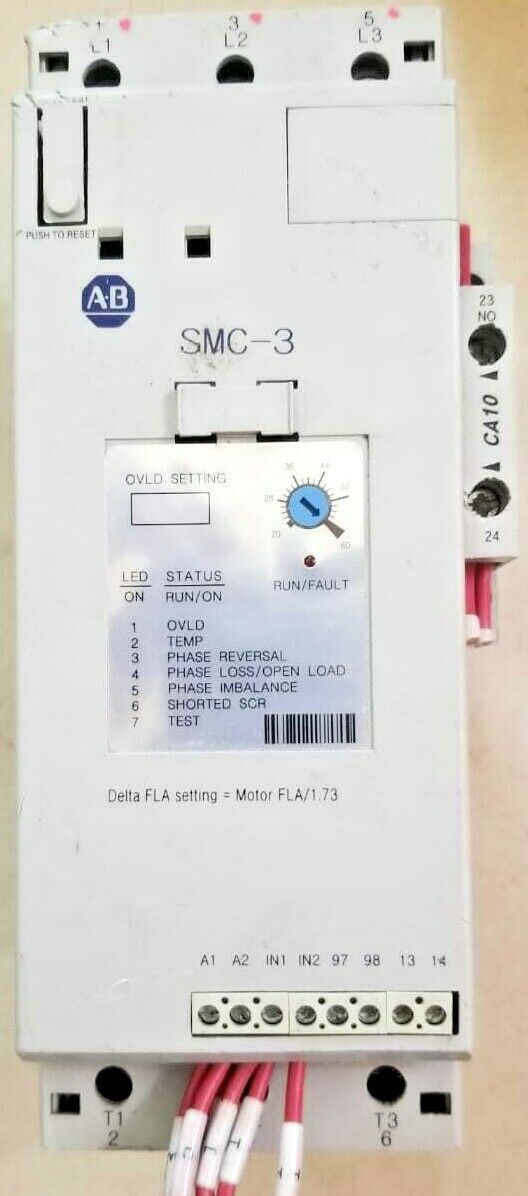 1 3 5
L1 L2 L3
PUSH TO RESET
A-B
SMC-3
23
NO
CA10
24
OVLD SETTING
20 28 36 44 52 60
RUN/FAULT
LED STATUS
ON RUN/ON
1 OVLD
2 TEMP
3 PHASE REVERSAL
4 PHASE LOSS/OPEN LOAD
5 PHASE IMBALANCE
6 SHORTED SCR
7 TEST
Delta FLA setting = Motor FLA/1.73
A1 A2 IN1 IN2 97 98 13 14
T1 T3
2 6